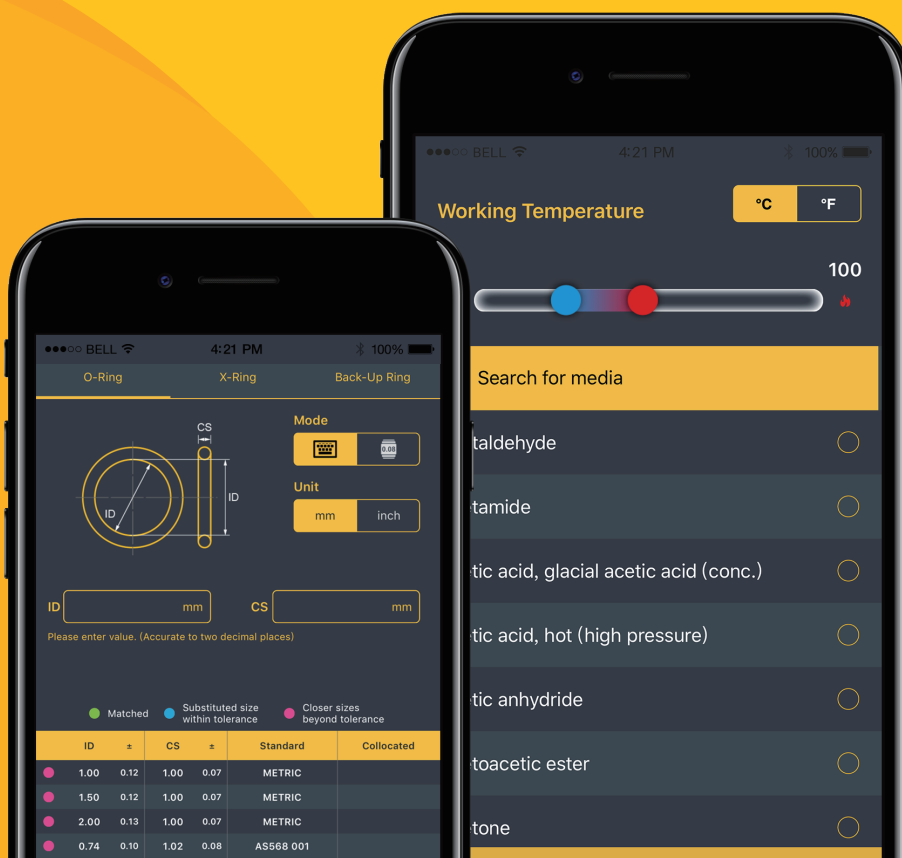 ●●●○○ BELL 4:21 PM 100%
Working Temperature °C °F
100
Search for media
taldehyde
tamide
tic acid, glacial acetic acid (conc.)
tic acid, hot (high pressure)
tic anhydride
toacetic ester
tone
●●●○○ BELL 4:21 PM 100%
O-Ring X-Ring Back-Up Ring
CS
ID
ID
Mode
0.08
Unit
mm inch
ID mm CS mm
Please enter value. (Accurate to two decimal places)
Matched
Substituted size
within tolerance
Closer sizes
beyond tolerance
ID ± CS ± Standard Collocated
1.00 0.12 1.00 0.07 METRIC
1.50 0.12 1.00 0.07 METRIC
2.00 0.13 1.00 0.07 METRIC
0.74 0.10 1.02 0.08 AS568 001